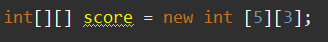 int[][] score = new int [5][3];